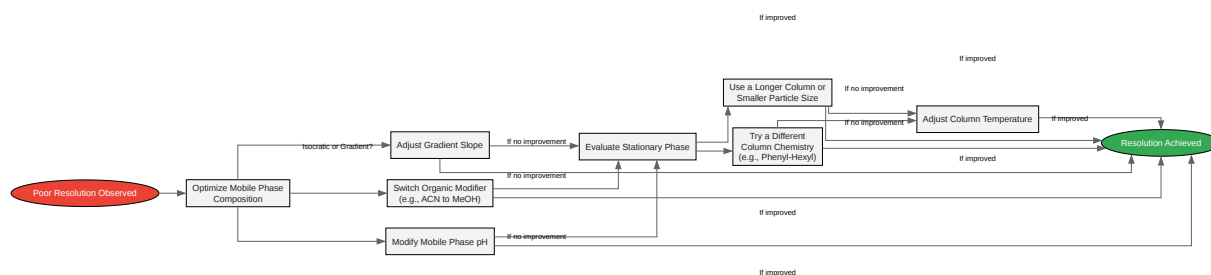 If improved
If improved
Use a Longer Column or
Smaller Particle Size
If no improvement
Adjust Column Temperature
If improved
If no improvement
Try a Different
Column Chemistry
(e.g., Phenyl-Hexyl)
Adjust Gradient Slope
Isocratic or Gradient?
If no improvement
Evaluate Stationary Phase
Resolution Achieved
If improved
If no improvement
Poor Resolution Observed
Optimize Mobile Phase
Composition
Switch Organic Modifier
(e.g., ACN to MeOH)
If improved
Modify Mobile Phase pH
If no improvement
If improved